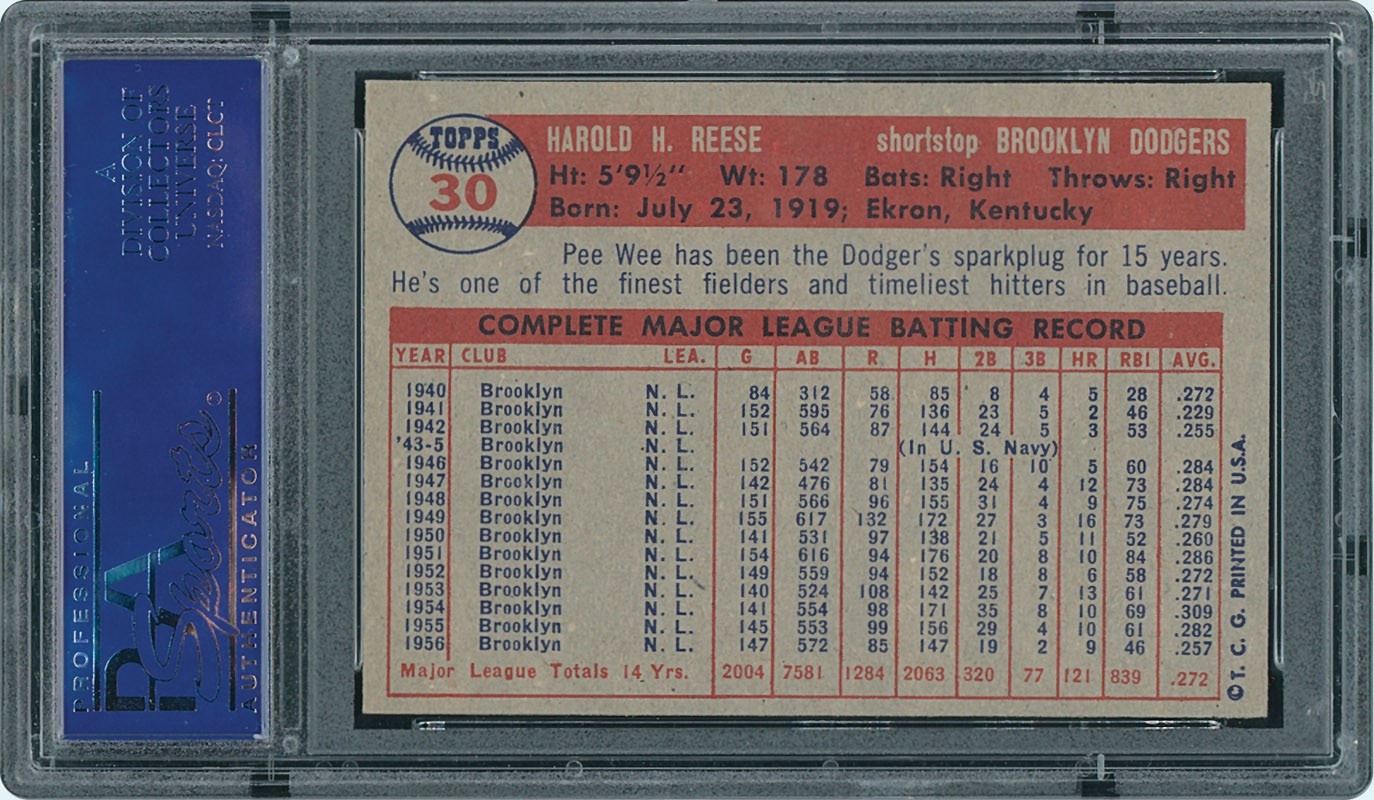 A
DIVISION OF
COLLECTORS
UNIVERSE
NASDAQ: CLCT
PROFESSIONAL
PSA
Sports ©
AUTHENTICATOR
TOPPS
30
HAROLD H. REESE shortstop BROOKLYN DODGERS
Ht: 5'9½" Wt: 178 Bats: Right Throws: Right
Born: July 23, 1919; Ekron, Kentucky
Pee Wee has been the Dodger's sparkplug for 15 years.
He's one of the finest fielders and timeliest hitters in baseball.
COMPLETE MAJOR LEAGUE BATTING RECORD
YEAR CLUB LEA. G AB R H 2B 3B HR RBI AVG.
1940 Brooklyn N. L. 84 312 58 85 8 4 5 28 .272
1941 Brooklyn N. L. 152 595 76 136 23 5 2 46 .229
1942 Brooklyn N. L. 151 564 87 144 24 5 3 53 .255
'43-5 Brooklyn N. L. (In U. S. Navy)
1946 Brooklyn N. L. 152 542 79 154 16 10 5 60 .284
1947 Brooklyn N. L. 142 476 81 135 24 4 12 73 .284
1948 Brooklyn N. L. 151 566 96 155 31 4 9 75 .274
1949 Brooklyn N. L. 155 617 132 172 27 3 16 73 .279
1950 Brooklyn N. L. 141 531 97 138 21 5 11 52 .260
1951 Brooklyn N. L. 154 616 94 176 20 8 10 84 .286
1952 Brooklyn N. L. 149 559 94 152 18 8 6 58 .272
1953 Brooklyn N. L. 140 524 108 142 25 7 13 61 .271
1954 Brooklyn N. L. 141 554 98 171 35 8 10 69 .309
1955 Brooklyn N. L. 145 553 99 156 29 4 10 61 .282
1956 Brooklyn N. L. 147 572 85 147 19 2 9 46 .257
Major League Totals 14 Yrs. 2004 7581 1284 2063 320 77 121 839 .272
©T. C. G. PRINTED IN U.S.A.